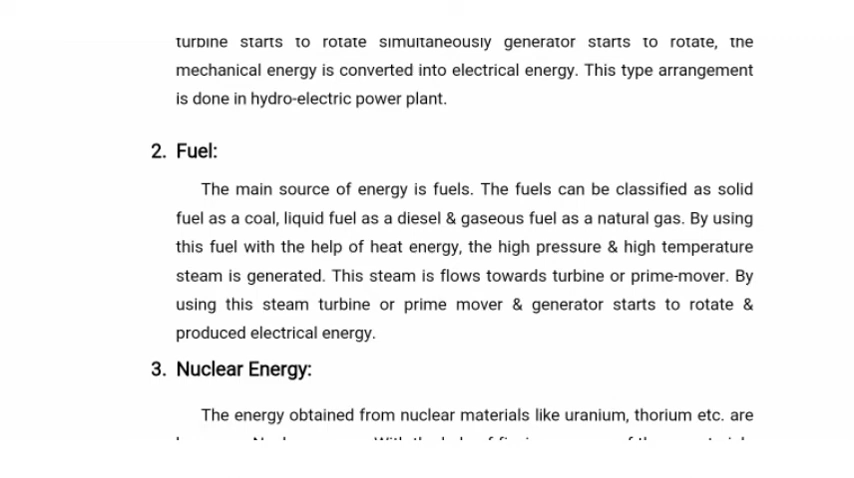 turbine starts to rotate simultaneously generator starts to rotate, the
mechanical energy is converted into electrical energy. This type arrangement
is done in hydro-electric power plant.
2. Fuel:
The main source of energy is fuels. The fuels can be classified as solid
fuel as a coal, liquid fuel as a diesel & gaseous fuel as a natural gas. By using
this fuel with the help of heat energy, the high pressure & high temperature
steam is generated. This steam is flows towards turbine or prime-mover. By
using this steam turbine or prime mover & generator starts to rotate &
produced electrical energy.
3. Nuclear Energy:
The energy obtained from nuclear materials like uranium, thorium etc. are